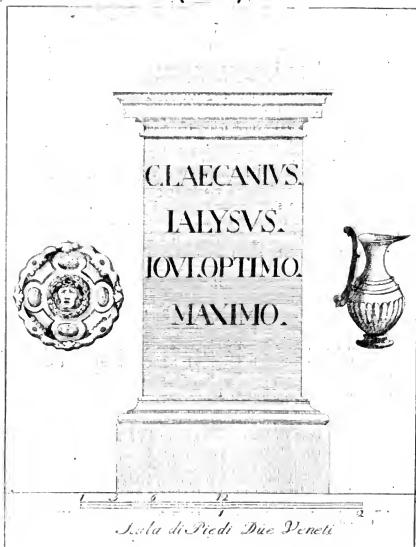 C.LAECANIVS.
IALYSVS.
IOVI.OPTIMO.
MAXIMO.
1 3 6 12
1 2
Scala di Piedi Due Veneti